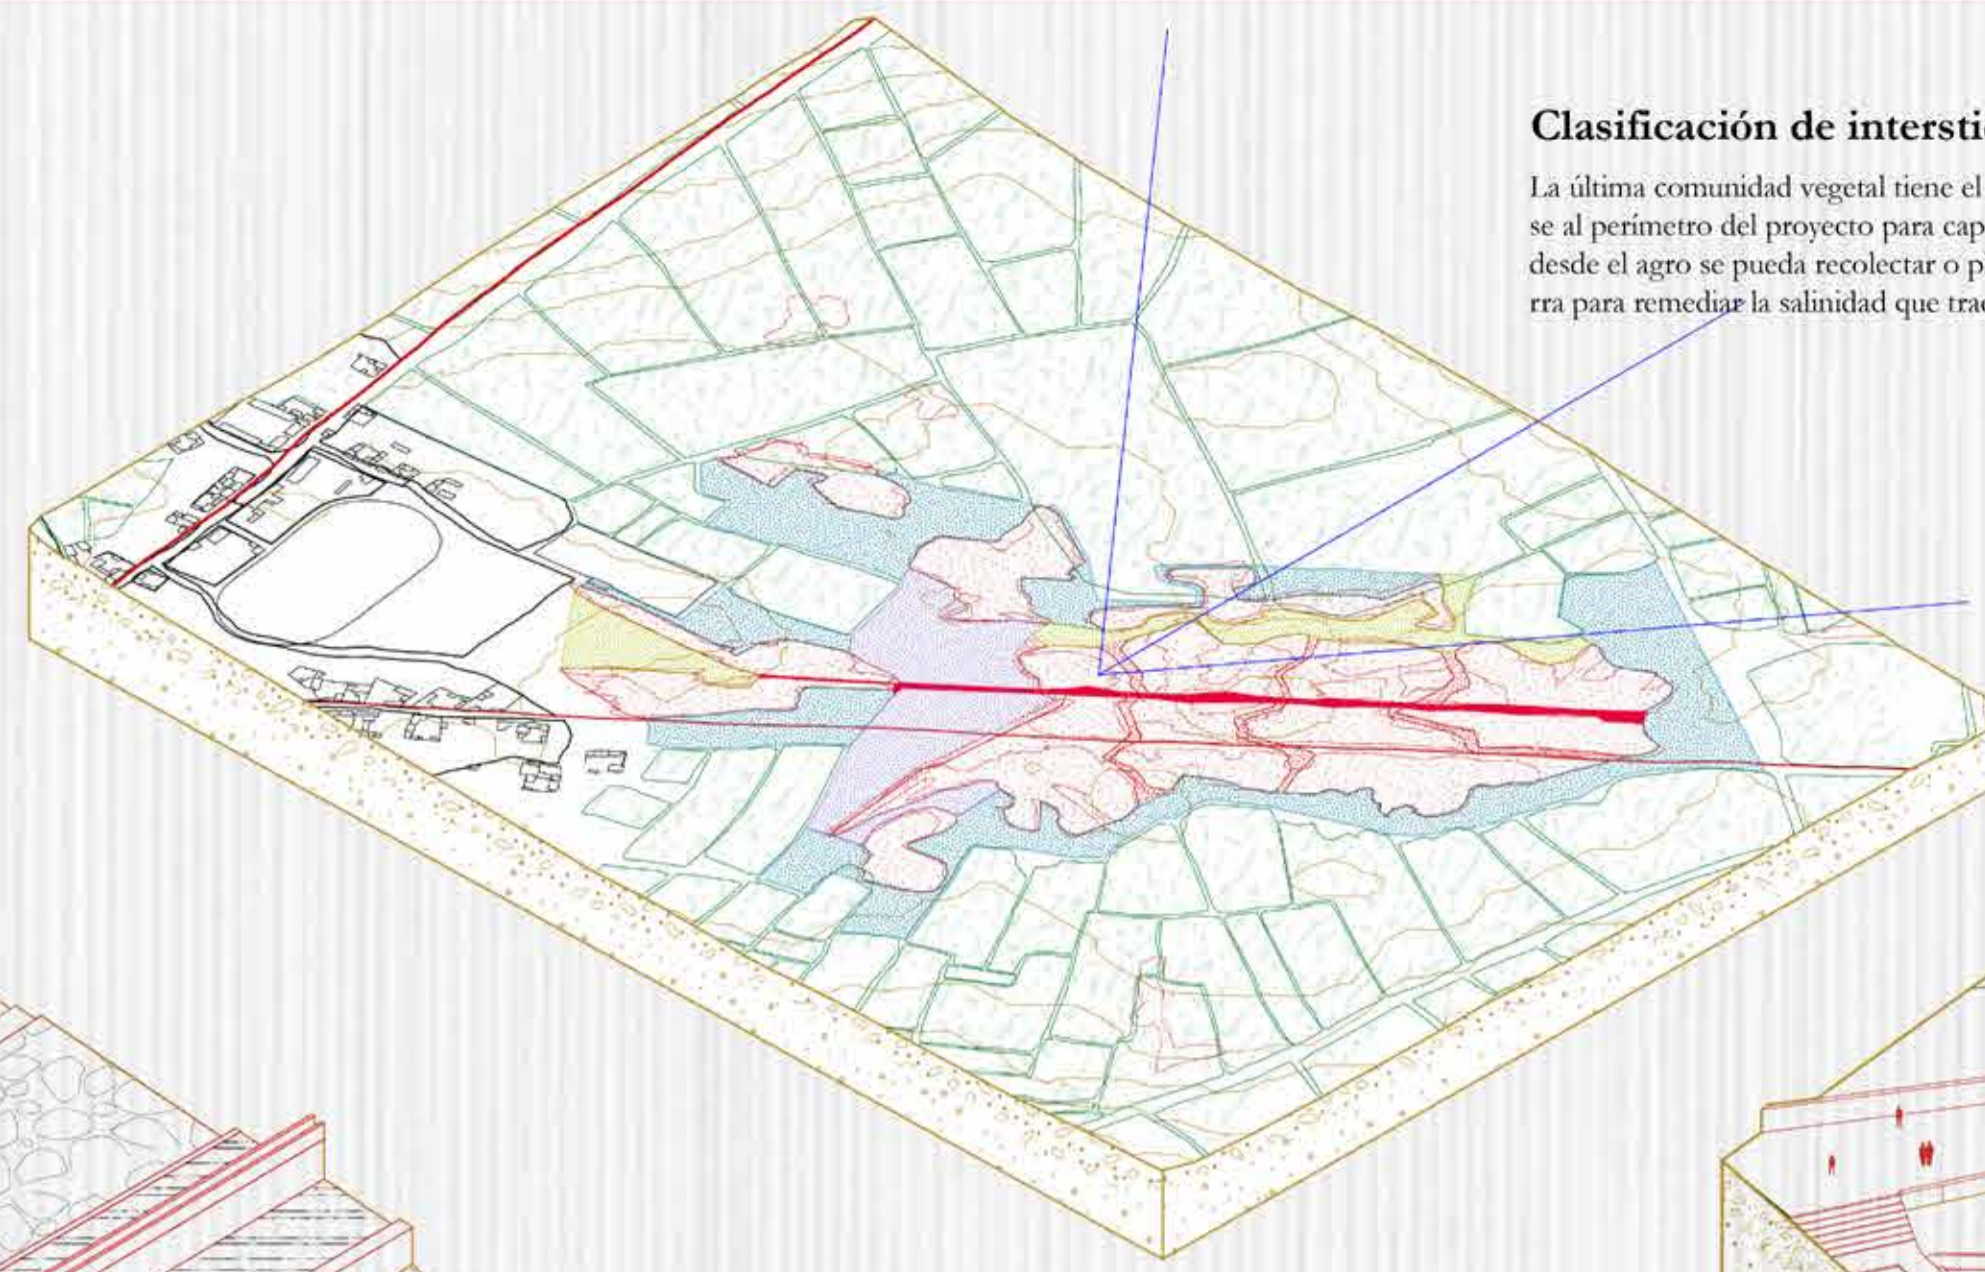 Clasificación de intersti
La última comunidad vegetal tiene el
se al perímetro del proyecto para cap
desde el agro se pueda recolectar o p
rra para remediar la salinidad que tra